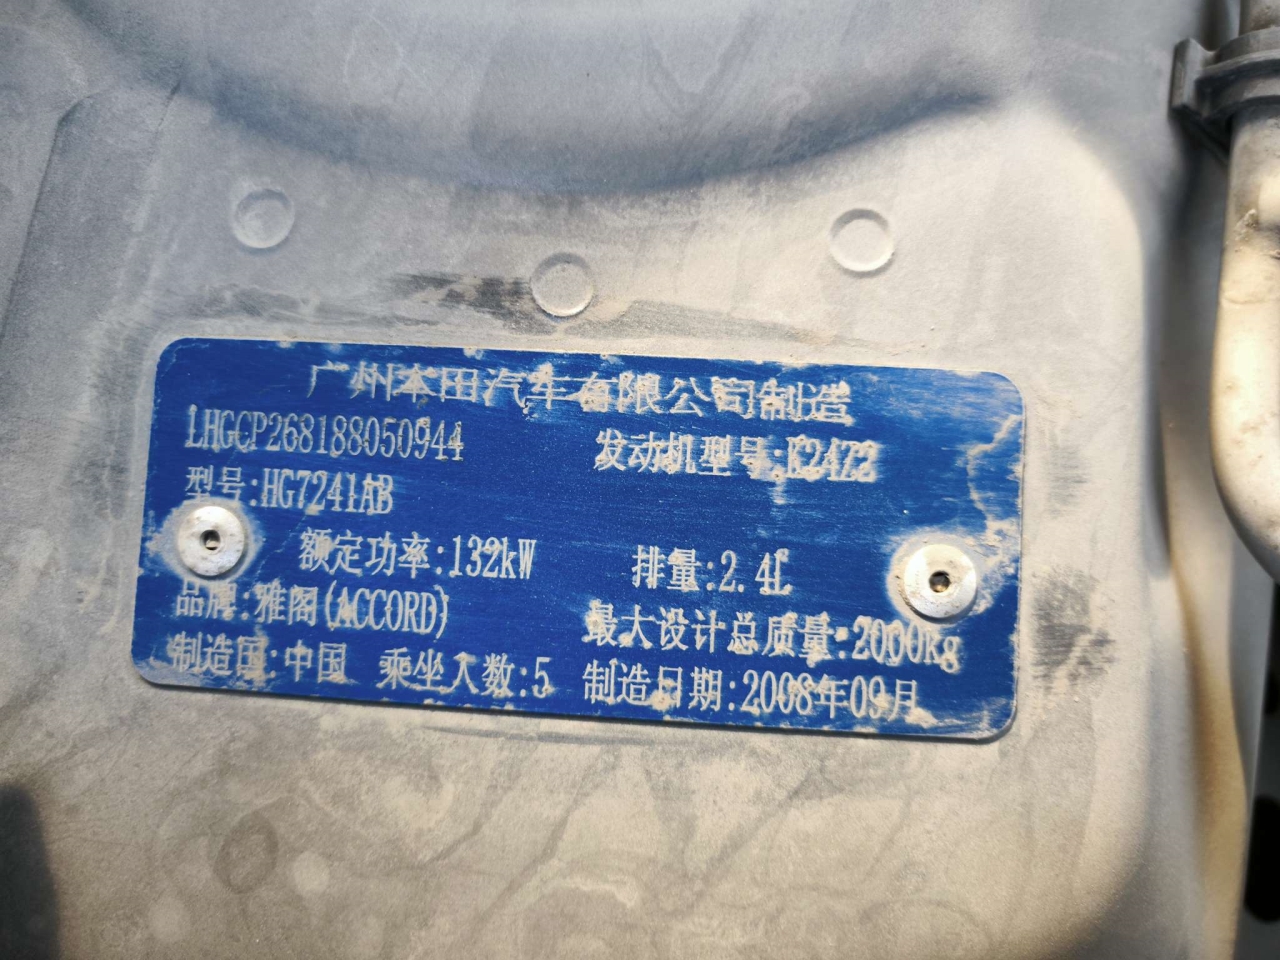 广州本田汽车有限公司制造
LHGCP268188050944 发动机型号:K24Z2
型号:HG7241AB
额定功率:132kW 排量:2.4L
品牌:雅阁(ACCORD) 最大设计总质量:2000kg
制造国:中国 乘坐人数:5 制造日期:2008年09月